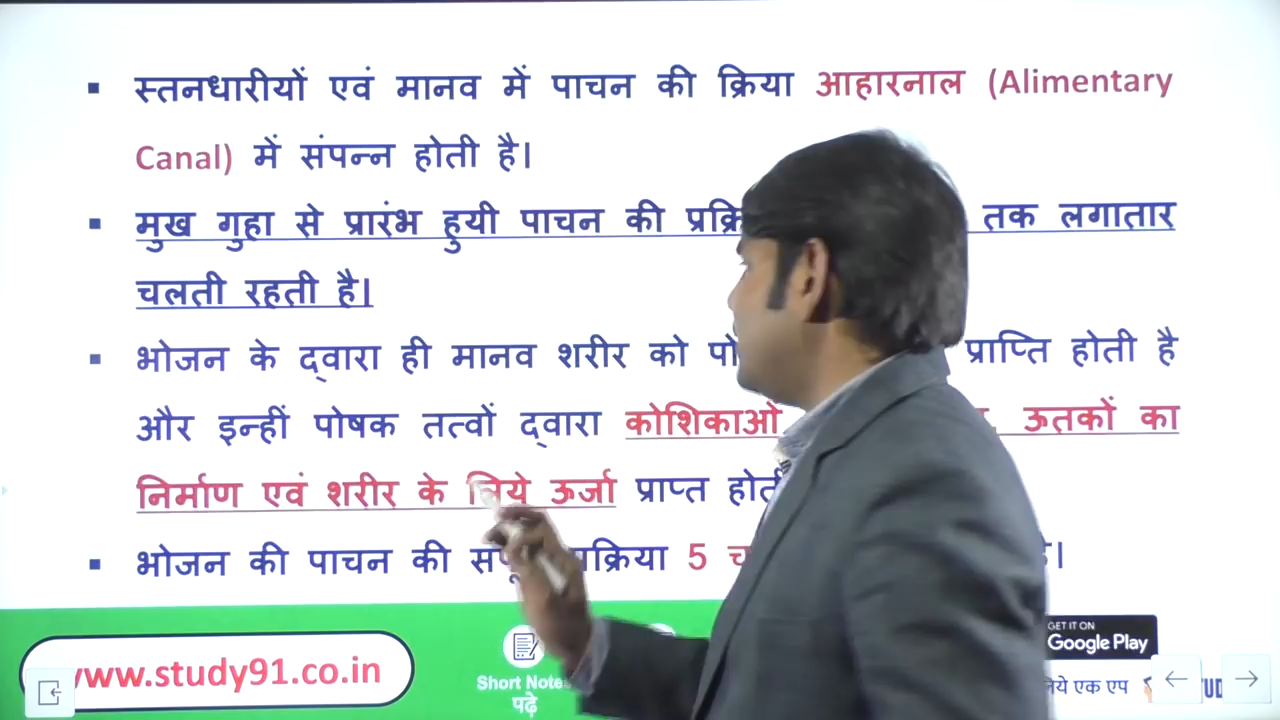 ▪ स्तनधारीयों एवं मानव में पाचन की क्रिया आहारनाल (Alimentary
Canal) में संपन्न होती है।
▪ मुख गुहा से प्रारंभ हुयी पाचन की तक लगातार
चलती रहती है।
▪ भोजन के द्वारा ही मानव शरीर को प्राप्ति होती है
और इन्हीं पोषक तत्वों द्वारा कोशिकाओं ऊतकों का
निर्माण एवं शरीर के लिये ऊर्जा प्राप्त
▪ भोजन की पाचन की 5
www.study91.co.in
Short Notes
पढ़े
GET IT ON
Google Play
एक एप